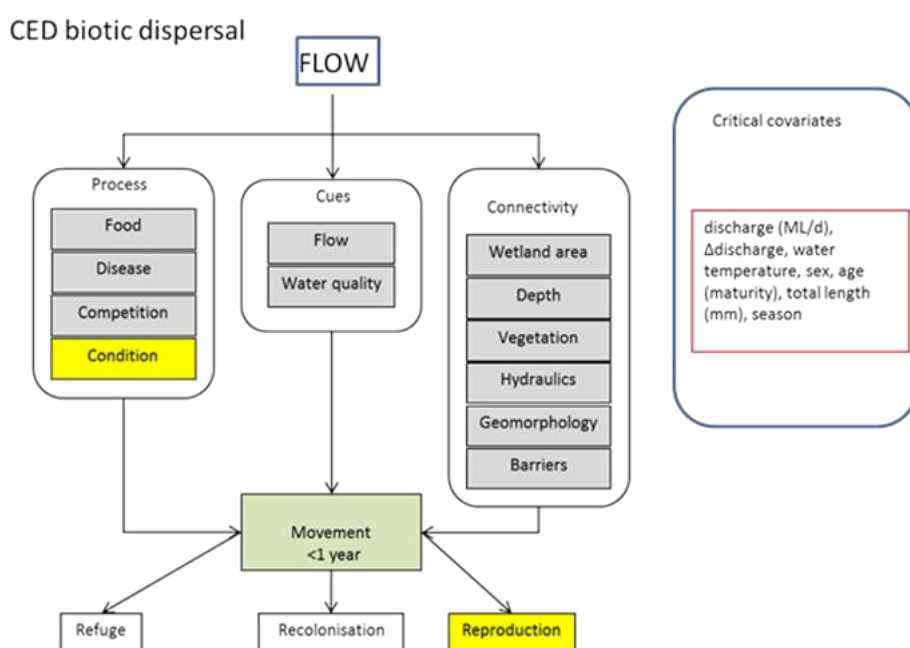 CED biotic dispersal
FLOW
Process
Food
Disease
Competition
Condition
Cues
Flow
Water quality
Connectivity
Wetland area
Depth
Vegetation
Hydraulics
Geomorphology
Barriers
Critical covariates
discharge (ML/d),
Δdischarge, water
temperature, sex, age
(maturity), total length
(mm), season
Movement
<1 year
Refuge
Recolonisation
Reproduction